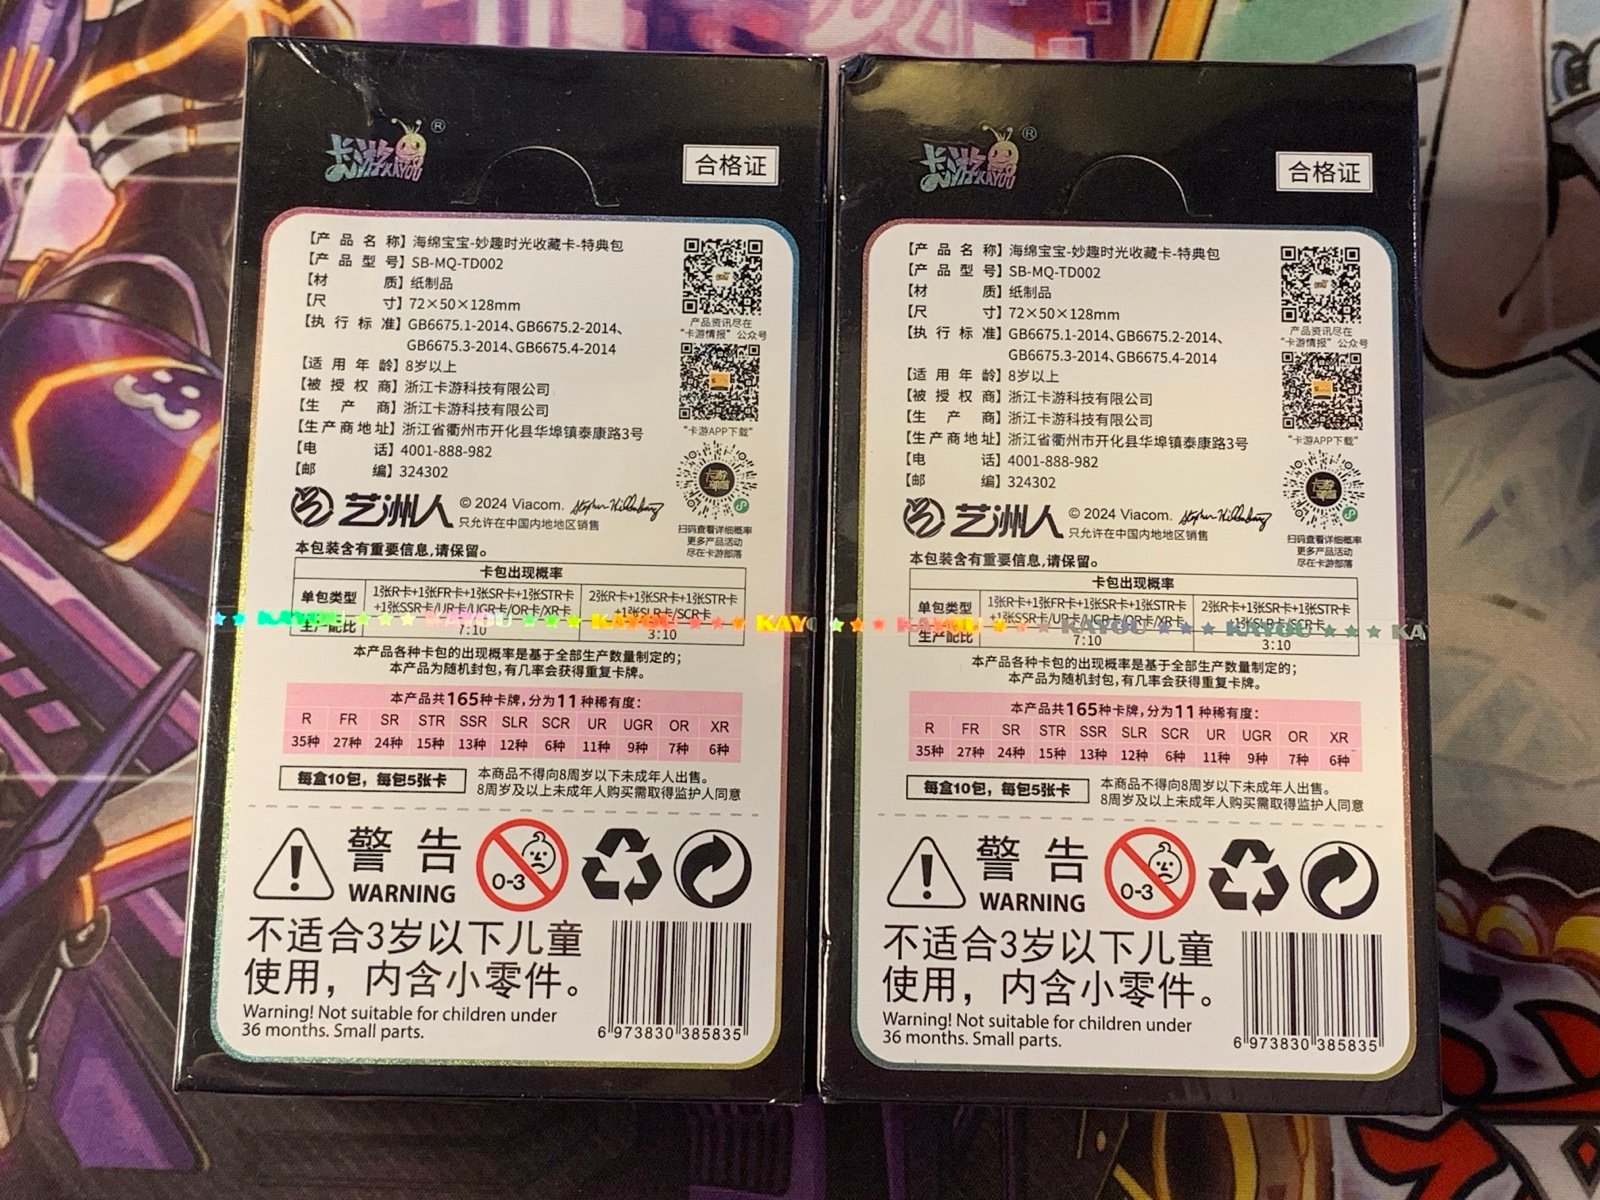 卡游 KAYOU ®
合格证
【产品名称】海绵宝宝-妙趣时光收藏卡-特典包
【产品型号】SB-MQ-TD002
【材质】纸制品
【尺寸】72×50×128mm
【执行标准】GB6675.1-2014、GB6675.2-2014、
GB6675.3-2014、GB6675.4-2014
【适用年龄】8岁以上
【被授权商】浙江卡游科技有限公司
【生产商】浙江卡游科技有限公司
【生产商地址】浙江省衢州市开化县华埠镇泰康路3号
【电话】4001-888-982
【邮编】324302
产品资讯尽在
“卡游情报”公众号
“卡游APP下载”
扫码查看详细概率
更多产品活动
尽在卡游部落
艺洲人 © 2024 Viacom. Stephen Hillenburg
只允许在中国内地地区销售
本包装含有重要信息,请保留。
卡包出现概率
单包类型 1张R卡+1张FR卡+1张SR卡+1张STR卡 2张R卡+1张SR卡+1张STR卡
+1张SSR卡/UR卡/UGR卡/OR卡/XR卡 +1张SLR卡/SCR卡
KAYOU KAYOU KAYOU KAYO
生产配比 7:10 3:10
本产品各种卡包的出现概率是基于全部生产数量制定的;
本产品为随机封包,有几率会获得重复卡牌。
本产品共165种卡牌,分为11种稀有度:
R FR SR STR SSR SLR SCR UR UGR OR XR
35种 27种 24种 15种 13种 12种 6种 11种 9种 7种 6种
每盒10包，每包5张卡
本商品不得向8周岁以下未成年人出售。
8周岁及以上未成年人购买需取得监护人同意
警告
WARNING
0-3
不适合3岁以下儿童
使用，内含小零件。
Warning! Not suitable for children under
36 months. Small parts.
6 973830 385835
卡游 KAYOU ®
合格证
【产品名称】海绵宝宝-妙趣时光收藏卡-特典包
【产品型号】SB-MQ-TD002
【材质】纸制品
【尺寸】72×50×128mm
【执行标准】GB6675.1-2014、GB6675.2-2014、
GB6675.3-2014、GB6675.4-2014
【适用年龄】8岁以上
【被授权商】浙江卡游科技有限公司
【生产商】浙江卡游科技有限公司
【生产商地址】浙江省衢州市开化县华埠镇泰康路3号
【电话】4001-888-982
【邮编】324302
产品资讯尽在
“卡游情报”公众号
“卡游APP下载”
扫码查看详细概率
更多产品活动
尽在卡游部落
艺洲人 © 2024 Viacom. Stephen Hillenburg
只允许在中国内地地区销售
本包装含有重要信息,请保留。
卡包出现概率
单包类型 1张R卡+1张FR卡+1张SR卡+1张STR卡 2张R卡+1张SR卡+1张STR卡
+1张SSR卡/UR卡/UGR卡/OR卡/XR卡 +1张SLR卡/SCR卡
KAYOU KAYOU KAYOU KA
生产配比 7:10 3:10
本产品各种卡包的出现概率是基于全部生产数量制定的;
本产品为随机封包,有几率会获得重复卡牌。
本产品共165种卡牌,分为11种稀有度:
R FR SR STR SSR SLR SCR UR UGR OR XR
35种 27种 24种 15种 13种 12种 6种 11种 9种 7种 6种
每盒10包，每包5张卡
本商品不得向8周岁以下未成年人出售。
8周岁及以上未成年人购买需取得监护人同意
警告
WARNING
0-3
不适合3岁以下儿童
使用，内含小零件。
Warning! Not suitable for children under
36 months. Small parts.
6 973830 385835